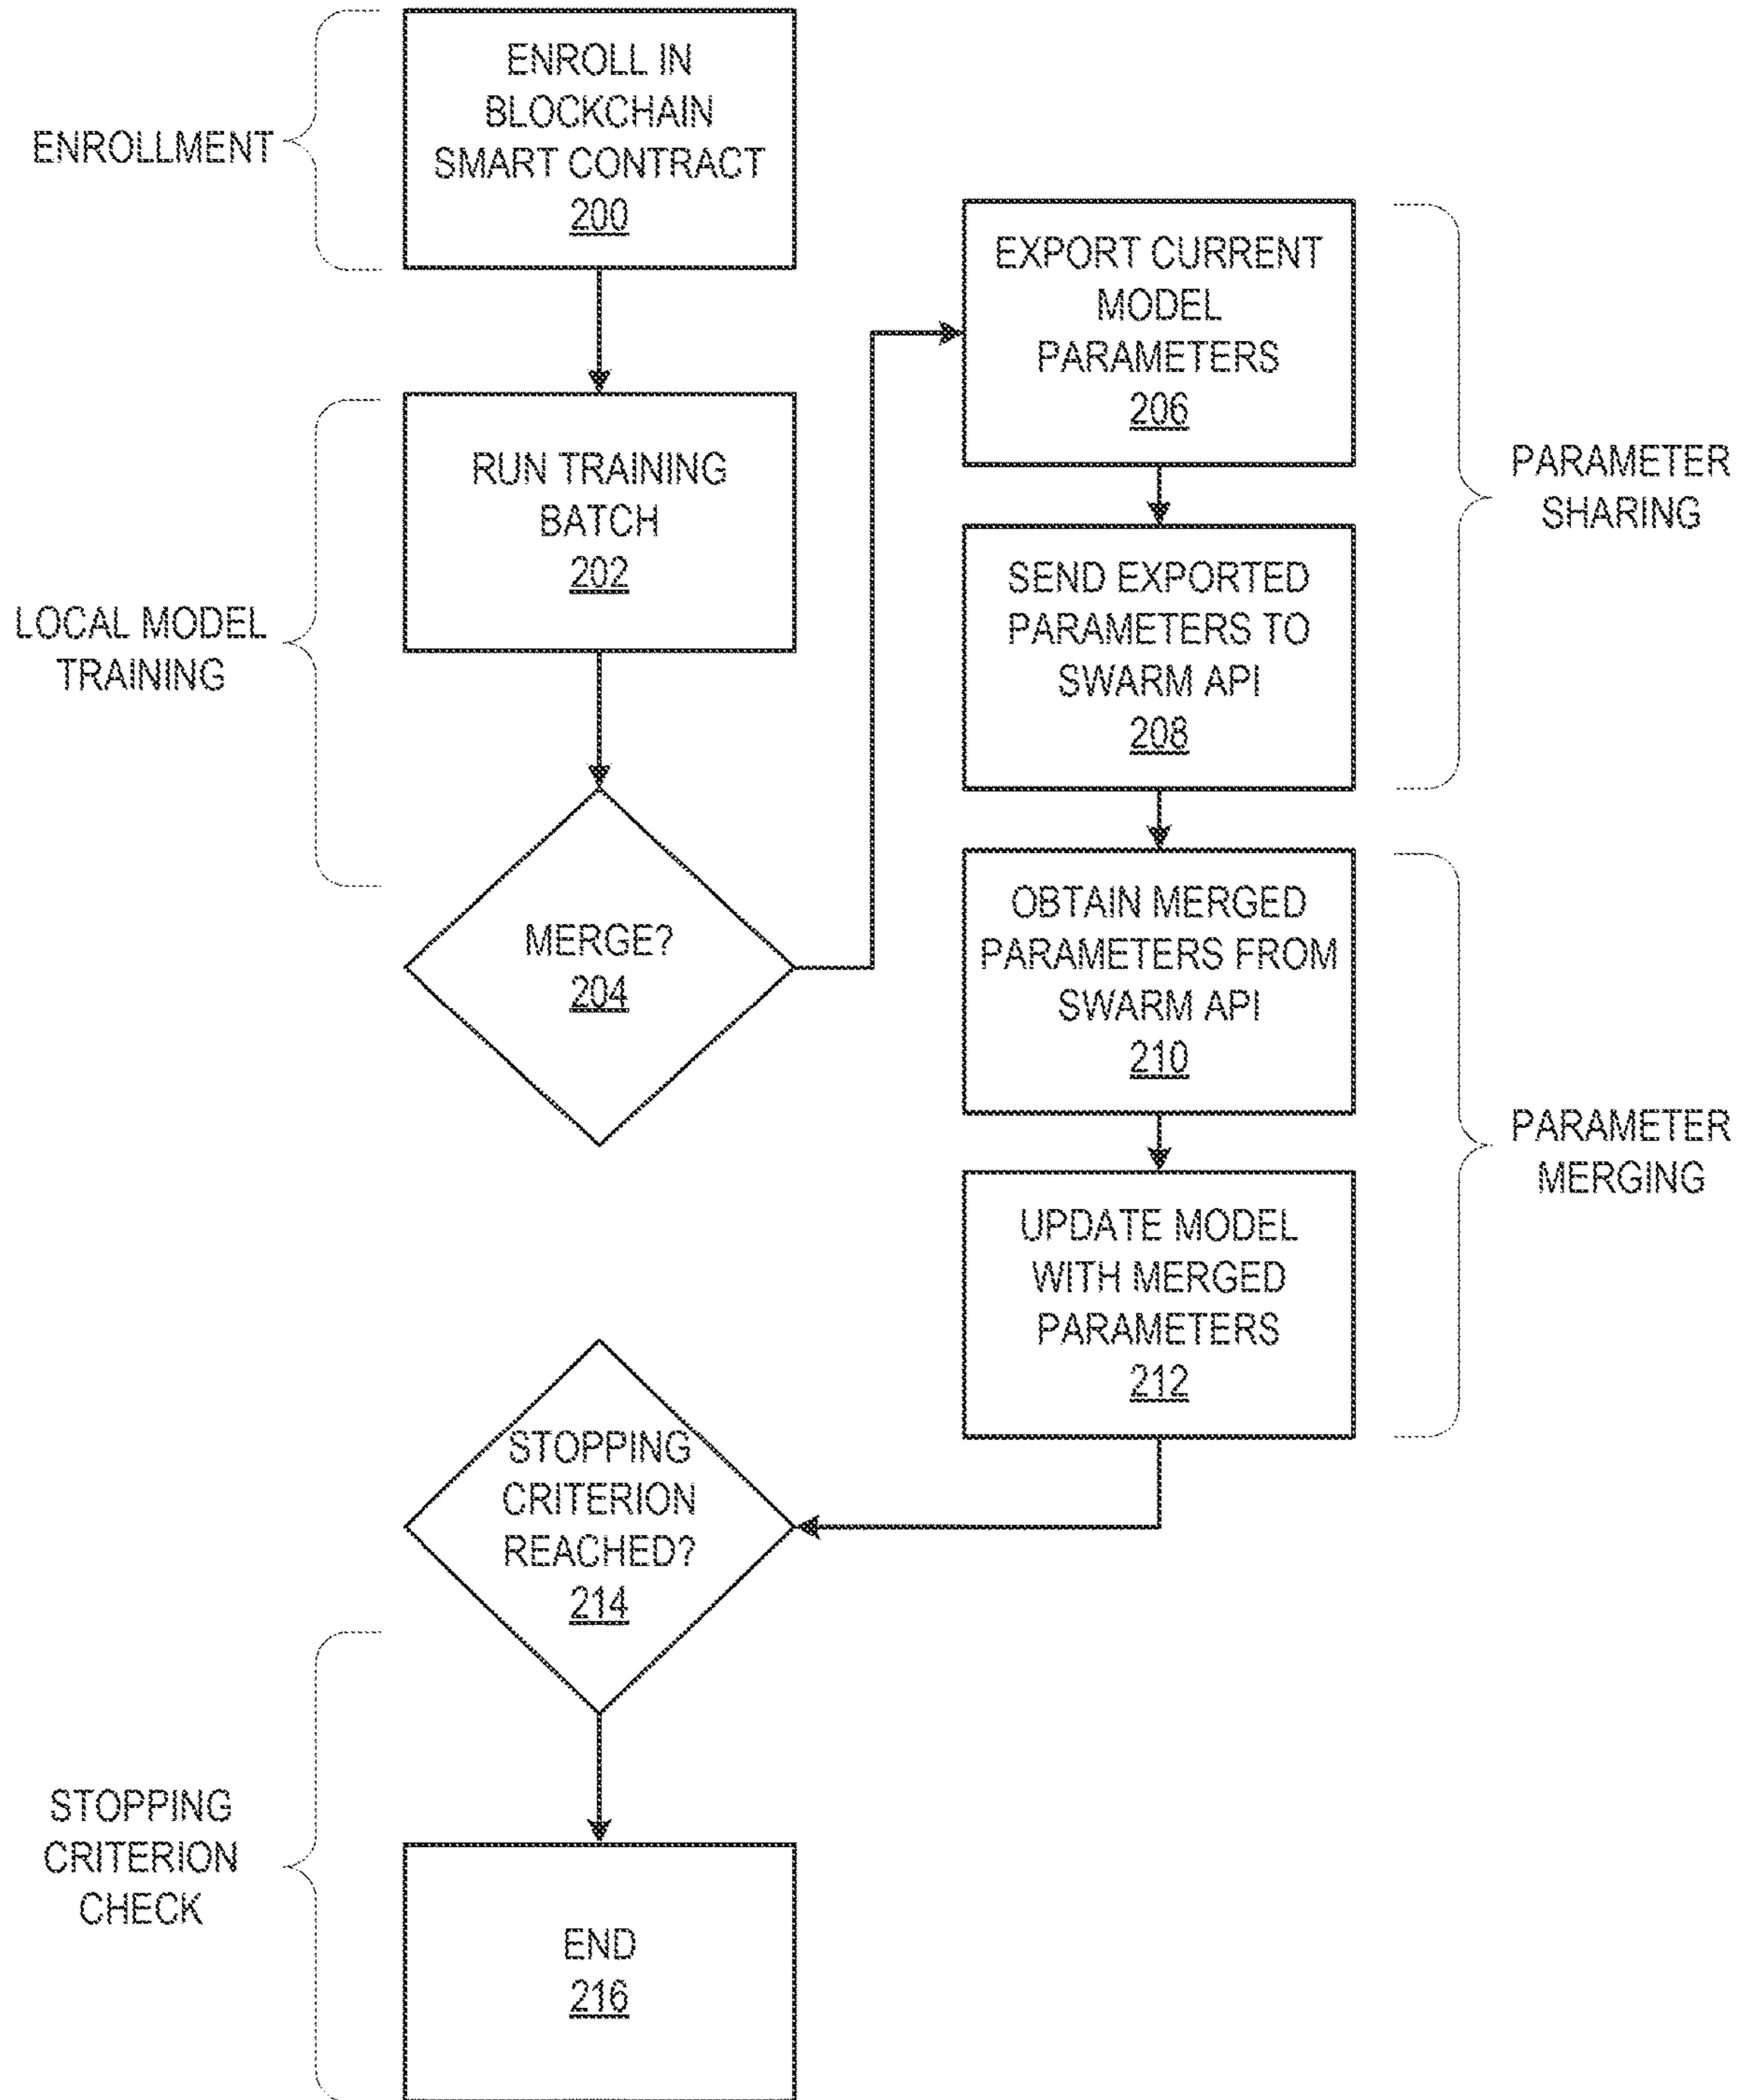 ENROLLMENT
ENROLL IN
BLOCKCHAIN
SMART CONTRACT
200
LOCAL MODEL
TRAINING
RUN TRAINING
BATCH
202
MERGE?
204
EXPORT CURRENT
MODEL
PARAMETERS
206
SEND EXPORTED
PARAMETERS TO
SWARM API
208
PARAMETER
SHARING
OBTAIN MERGED
PARAMETERS FROM
SWARM API
210
UPDATE MODEL
WITH MERGED
PARAMETERS
212
PARAMETER
MERGING
STOPPING
CRITERION
REACHED?
214
STOPPING
CRITERION
CHECK
END
216